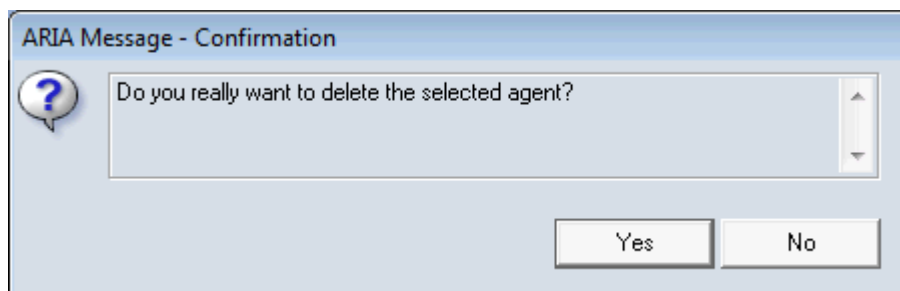 ARIA Message - Confirmation
Do you really want to delete the selected agent?
Yes No